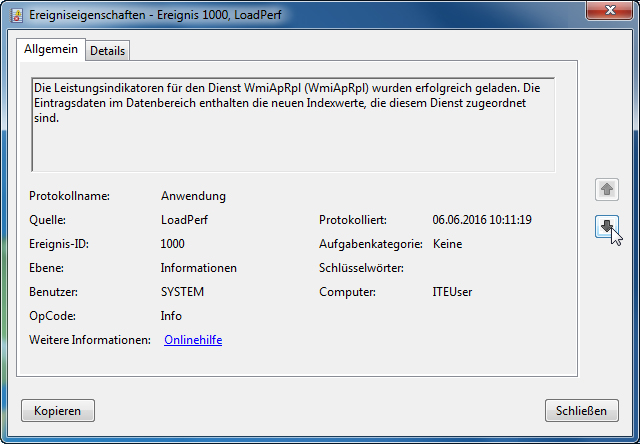 Ereigniseigenschaften - Ereignis 1000, LoadPerf
Allgemein Details
Die Leistungsindikatoren für den Dienst WmiApRpl (WmiApRpl) wurden erfolgreich geladen. Die
Eintragsdaten im Datenbereich enthalten die neuen Indexwerte, die diesem Dienst zugeordnet
sind.
Protokollname: Anwendung
Quelle: LoadPerf Protokolliert: 06.06.2016 10:11:19
Ereignis-ID: 1000 Aufgabenkategorie: Keine
Ebene: Informationen Schlüsselwörter:
Benutzer: SYSTEM Computer: ITEUser
OpCode: Info
Weitere Informationen: Onlinehilfe
Kopieren Schließen